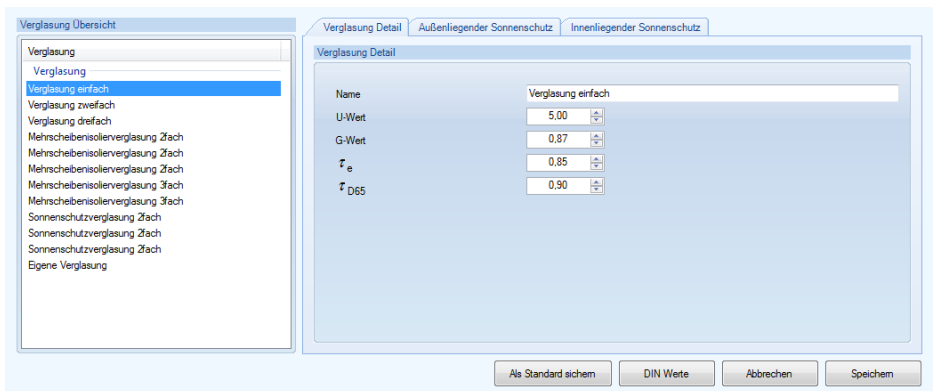 Verglasung Übersicht
Verglasung
Verglasung
Verglasung einfach
Verglasung zweifach
Verglasung dreifach
Mehrscheibenisolierverglasung 2fach
Mehrscheibenisolierverglasung 2fach
Mehrscheibenisolierverglasung 2fach
Mehrscheibenisolierverglasung 3fach
Mehrscheibenisolierverglasung 3fach
Sonnenschutzverglasung 2fach
Sonnenschutzverglasung 2fach
Sonnenschutzverglasung 2fach
Eigene Verglasung
Verglasung Detail Außenliegender Sonnenschutz Innenliegender Sonnenschutz
Verglasung Detail
Name Verglasung einfach
U-Wert 5,00
G-Wert 0,87
τ e 0,85
τ D65 0,90
Als Standard sichern DIN Werte Abbrechen Speichern